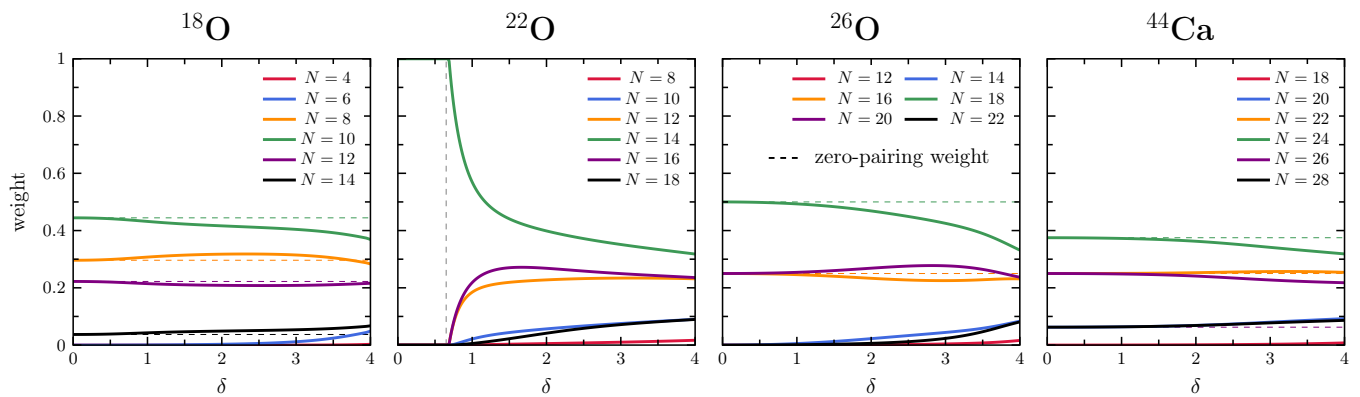 ¹⁸O
²²O
²⁶O
⁴⁴Ca
weight
1
0.8
0.6
0.4
0.2
0
N = 4
N = 6
N = 8
N = 10
N = 12
N = 14
0 1 2 3 4
δ
N = 8
N = 10
N = 12
N = 14
N = 16
N = 18
0 1 2 3 4
δ
N = 12 N = 14
N = 16 N = 18
N = 20 N = 22
zero-pairing weight
0 1 2 3 4
δ
N = 18
N = 20
N = 22
N = 24
N = 26
N = 28
0 1 2 3 4
δ